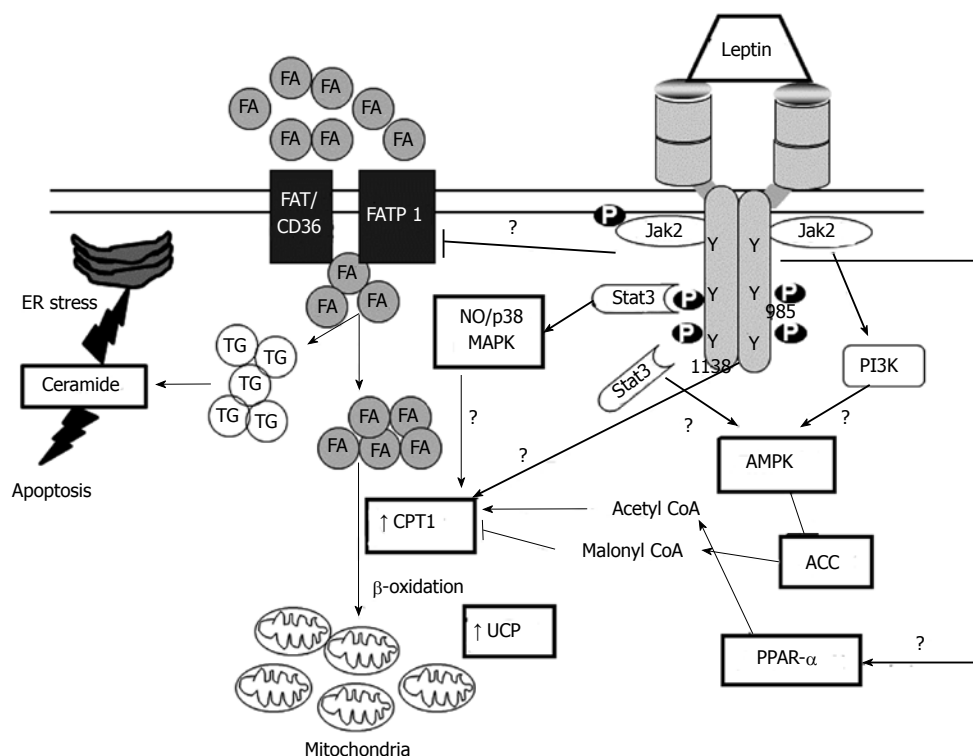 Leptin
FA
FA
FA
FA
FA
FA
FA
FA
FAT/
CD36
FATP 1
P
Jak2
Jak2
?
Y
Y
FA
FA
FA
ER stress
NO/p38
MAPK
Stat3
P
Y
Y
P
985
TG
TG
TG
TG
TG
Ceramide
P
Y
Y
P
1138
Stat3
PI3K
FA
FA
FA
FA
FA
?
?
?
?
Apoptosis
AMPK
↑ CPT1
Acetyl CoA
Malonyl CoA
ACC
β-oxidation
↑ UCP
PPAR-α
?
Mitochondria